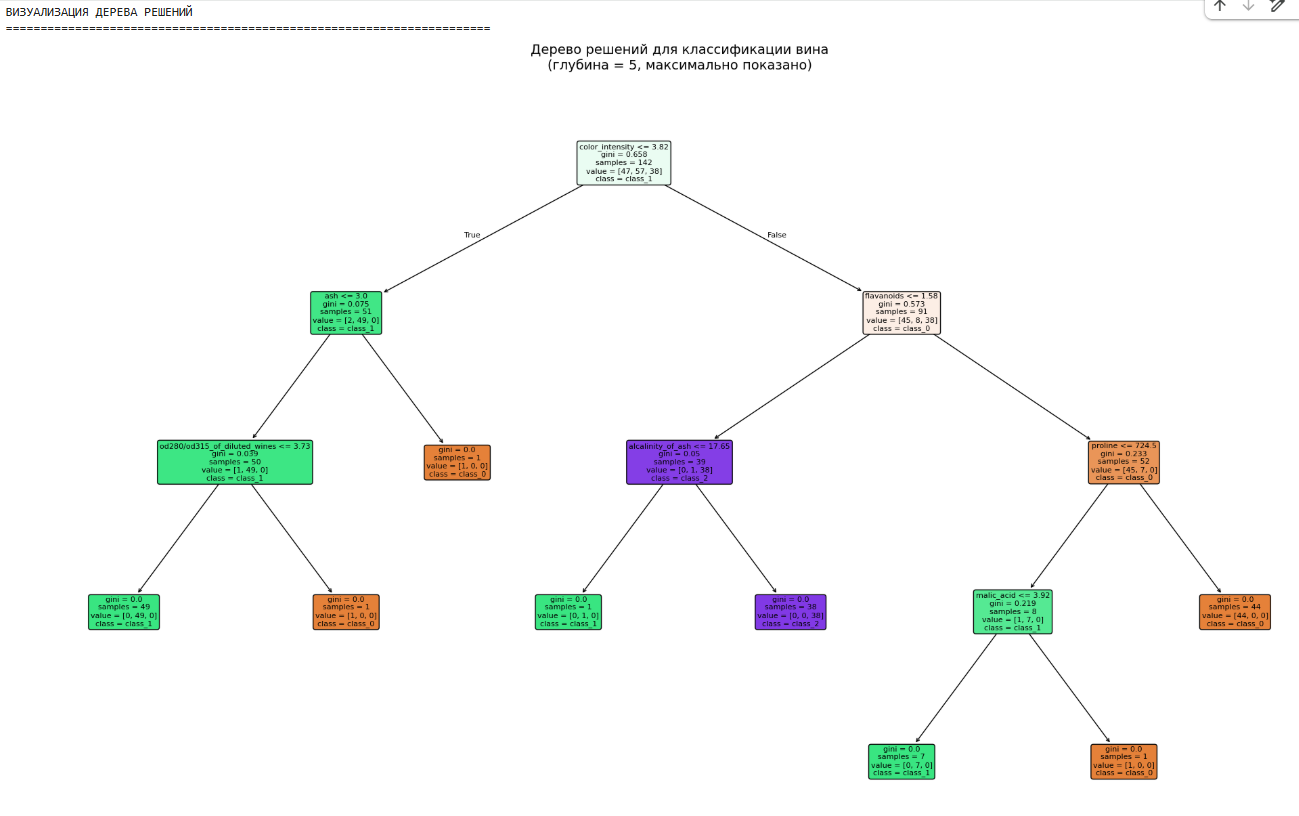 ВИЗУАЛИЗАЦИЯ ДЕРЕВА РЕШЕНИЙ
======================================================================
Дерево решений для классификации вина
(глубина = 5, максимально показано)
color_intensity <= 3.82
gini = 0.658
samples = 142
value = [47, 57, 38]
class = class_1
True
False
ash <= 3.0
gini = 0.075
samples = 51
value = [2, 49, 0]
class = class_1
flavanoids <= 1.58
gini = 0.573
samples = 91
value = [45, 8, 38]
class = class_0
od280/od315_of_diluted_wines <= 3.73
gini = 0.039
samples = 50
value = [1, 49, 0]
class = class_1
gini = 0.0
samples = 1
value = [1, 0, 0]
class = class_0
alcalinity_of_ash <= 17.65
gini = 0.05
samples = 39
value = [0, 1, 38]
class = class_2
proline <= 724.5
gini = 0.233
samples = 52
value = [45, 7, 0]
class = class_0
gini = 0.0
samples = 49
value = [0, 49, 0]
class = class_1
gini = 0.0
samples = 1
value = [1, 0, 0]
class = class_0
gini = 0.0
samples = 1
value = [0, 1, 0]
class = class_1
gini = 0.0
samples = 38
value = [0, 0, 38]
class = class_2
malic_acid <= 3.92
gini = 0.219
samples = 8
value = [1, 7, 0]
class = class_1
gini = 0.0
samples = 44
value = [44, 0, 0]
class = class_0
gini = 0.0
samples = 7
value = [0, 7, 0]
class = class_1
gini = 0.0
samples = 1
value = [1, 0, 0]
class = class_0